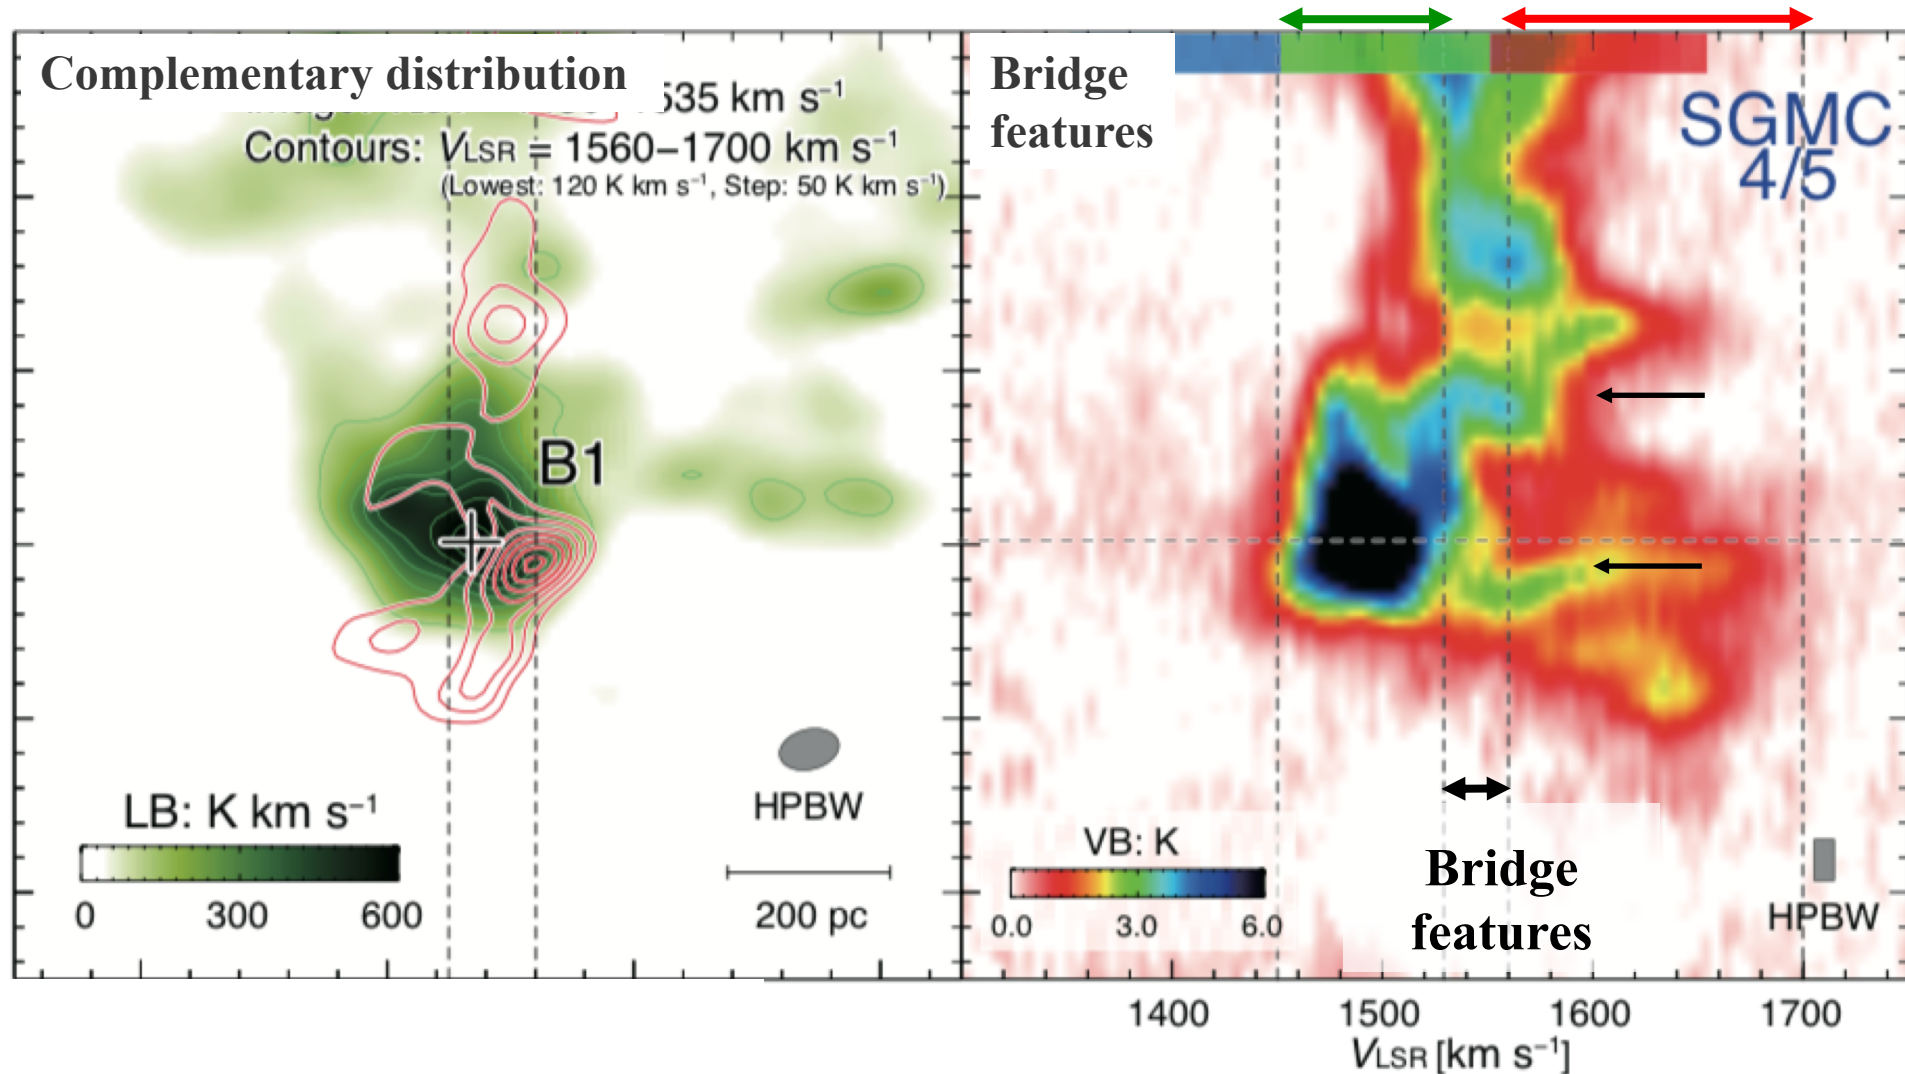 Complementary distribution
535 km s⁻¹
Contours: VLSR = 1560–1700 km s⁻¹
(Lowest: 120 K km s⁻¹, Step: 50 K km s⁻¹)
B1
LB: K km s⁻¹
0 300 600
HPBW
200 pc
Bridge
features
SGMC
4/5
VB: K
0.0 3.0 6.0
Bridge
features
HPBW
1400 1500 1600 1700
VLSR [km s⁻¹]